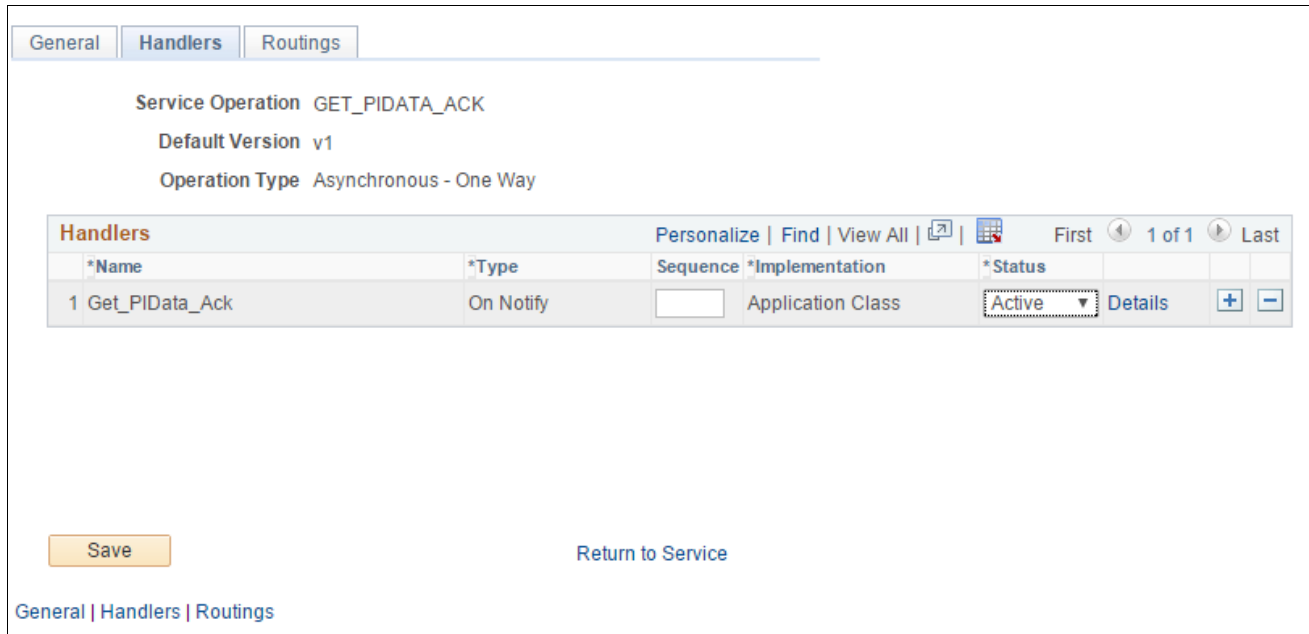 General Handlers Routings
Service Operation GET_PIDATA_ACK
Default Version v1
Operation Type Asynchronous - One Way
Handlers Personalize | Find | View All | | First 1 of 1 Last
*Name *Type Sequence *Implementation *Status
1 Get_PIData_Ack On Notify Application Class Active Details
Save Return to Service
General | Handlers | Routings